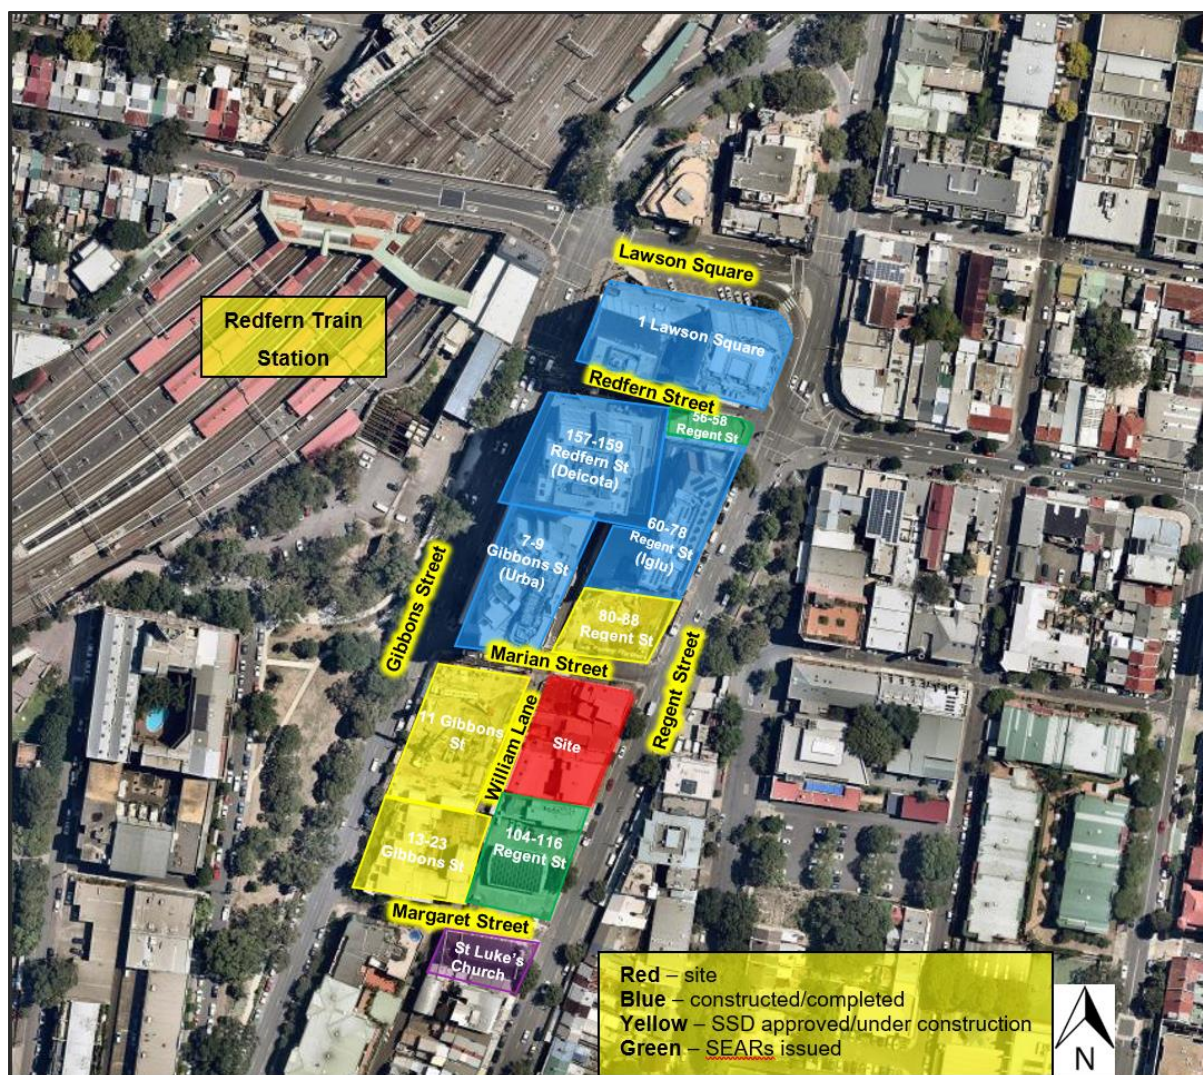 Lawson Square
Redfern Train
Station
1 Lawson Square
Redfern Street
56-58
Regent St
157-159
Redfern St
(Deicota)
60-78
Regent St
(Iglu)
7-9
Gibbons St
(Urba)
Gibbons Street
80-88
Regent St
Marian Street
Regent Street
11 Gibbons
St
William Lane
Site
13-23
Gibbons St
104-116
Regent St
Margaret Street
St Luke's
Church
Red – site
Blue – constructed/completed
Yellow – SSD approved/under construction
Green – SEARs issued
N